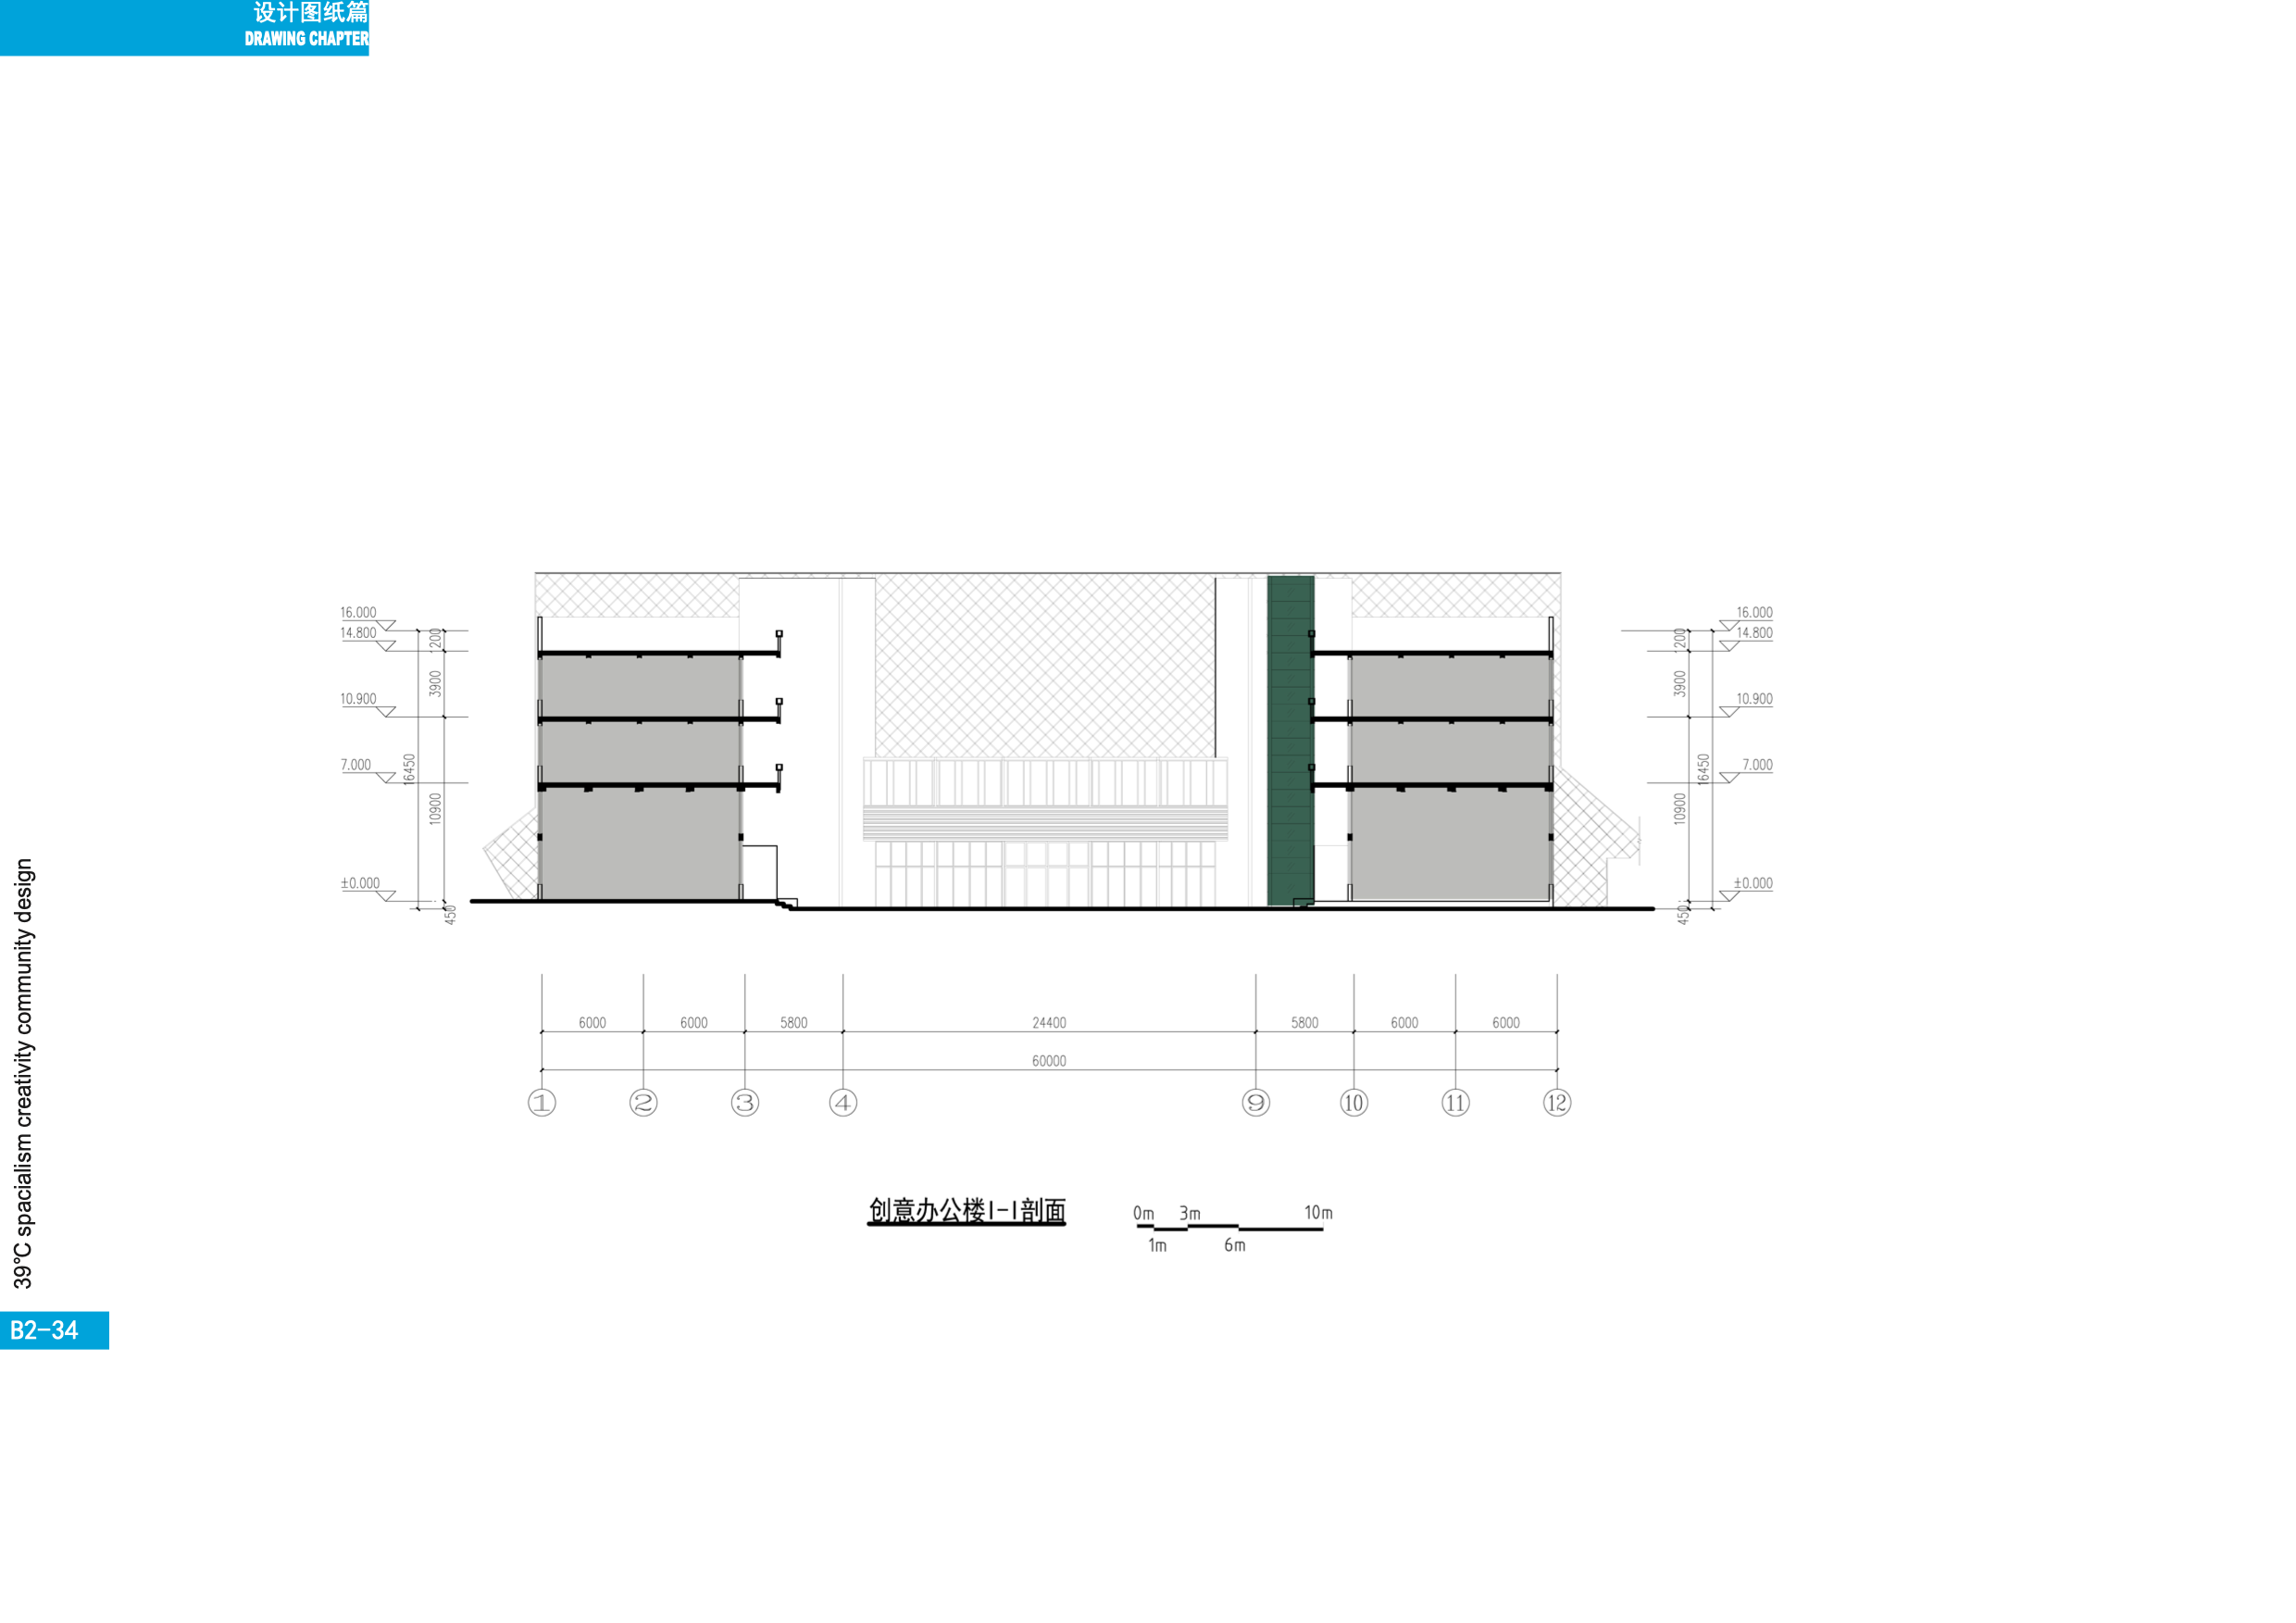 设计图纸篇
DRAWING CHAPTER
16.000
14.800
10.900
7.000
±0.000
1200
3900
10900
16450
450
16.000
14.800
10.900
7.000
±0.000
1200
3900
10900
16450
450
6000 6000 5800 24400 5800 6000 6000
60000
1 2 3 4 9 10 11 12
创意办公楼1-1剖面
0m 3m 10m
1m 6m
39℃ spacialism creativity community design
B2-34